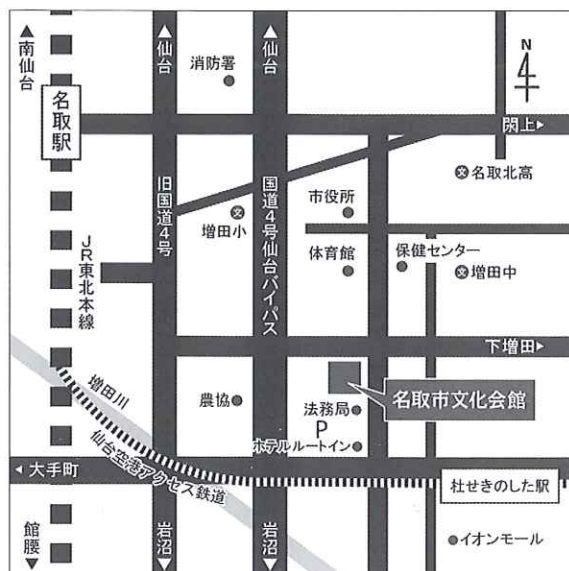 ▲南仙台
▲仙台
▲仙台
消防署
N
名取駅
閖上▶
旧国道4号
国道4号仙台バイパス
文名取北高
市役所
文
増田小
JR東北本線
体育館
保健センター
文増田中
下増田▶
増田川
農協
法務局
P
名取市文化会館
ホテルルートイン
◀大手町
仙台空港アクセス鉄道
杜せきのした駅
館腰▼
岩沼▼
岩沼▼
イオンモール